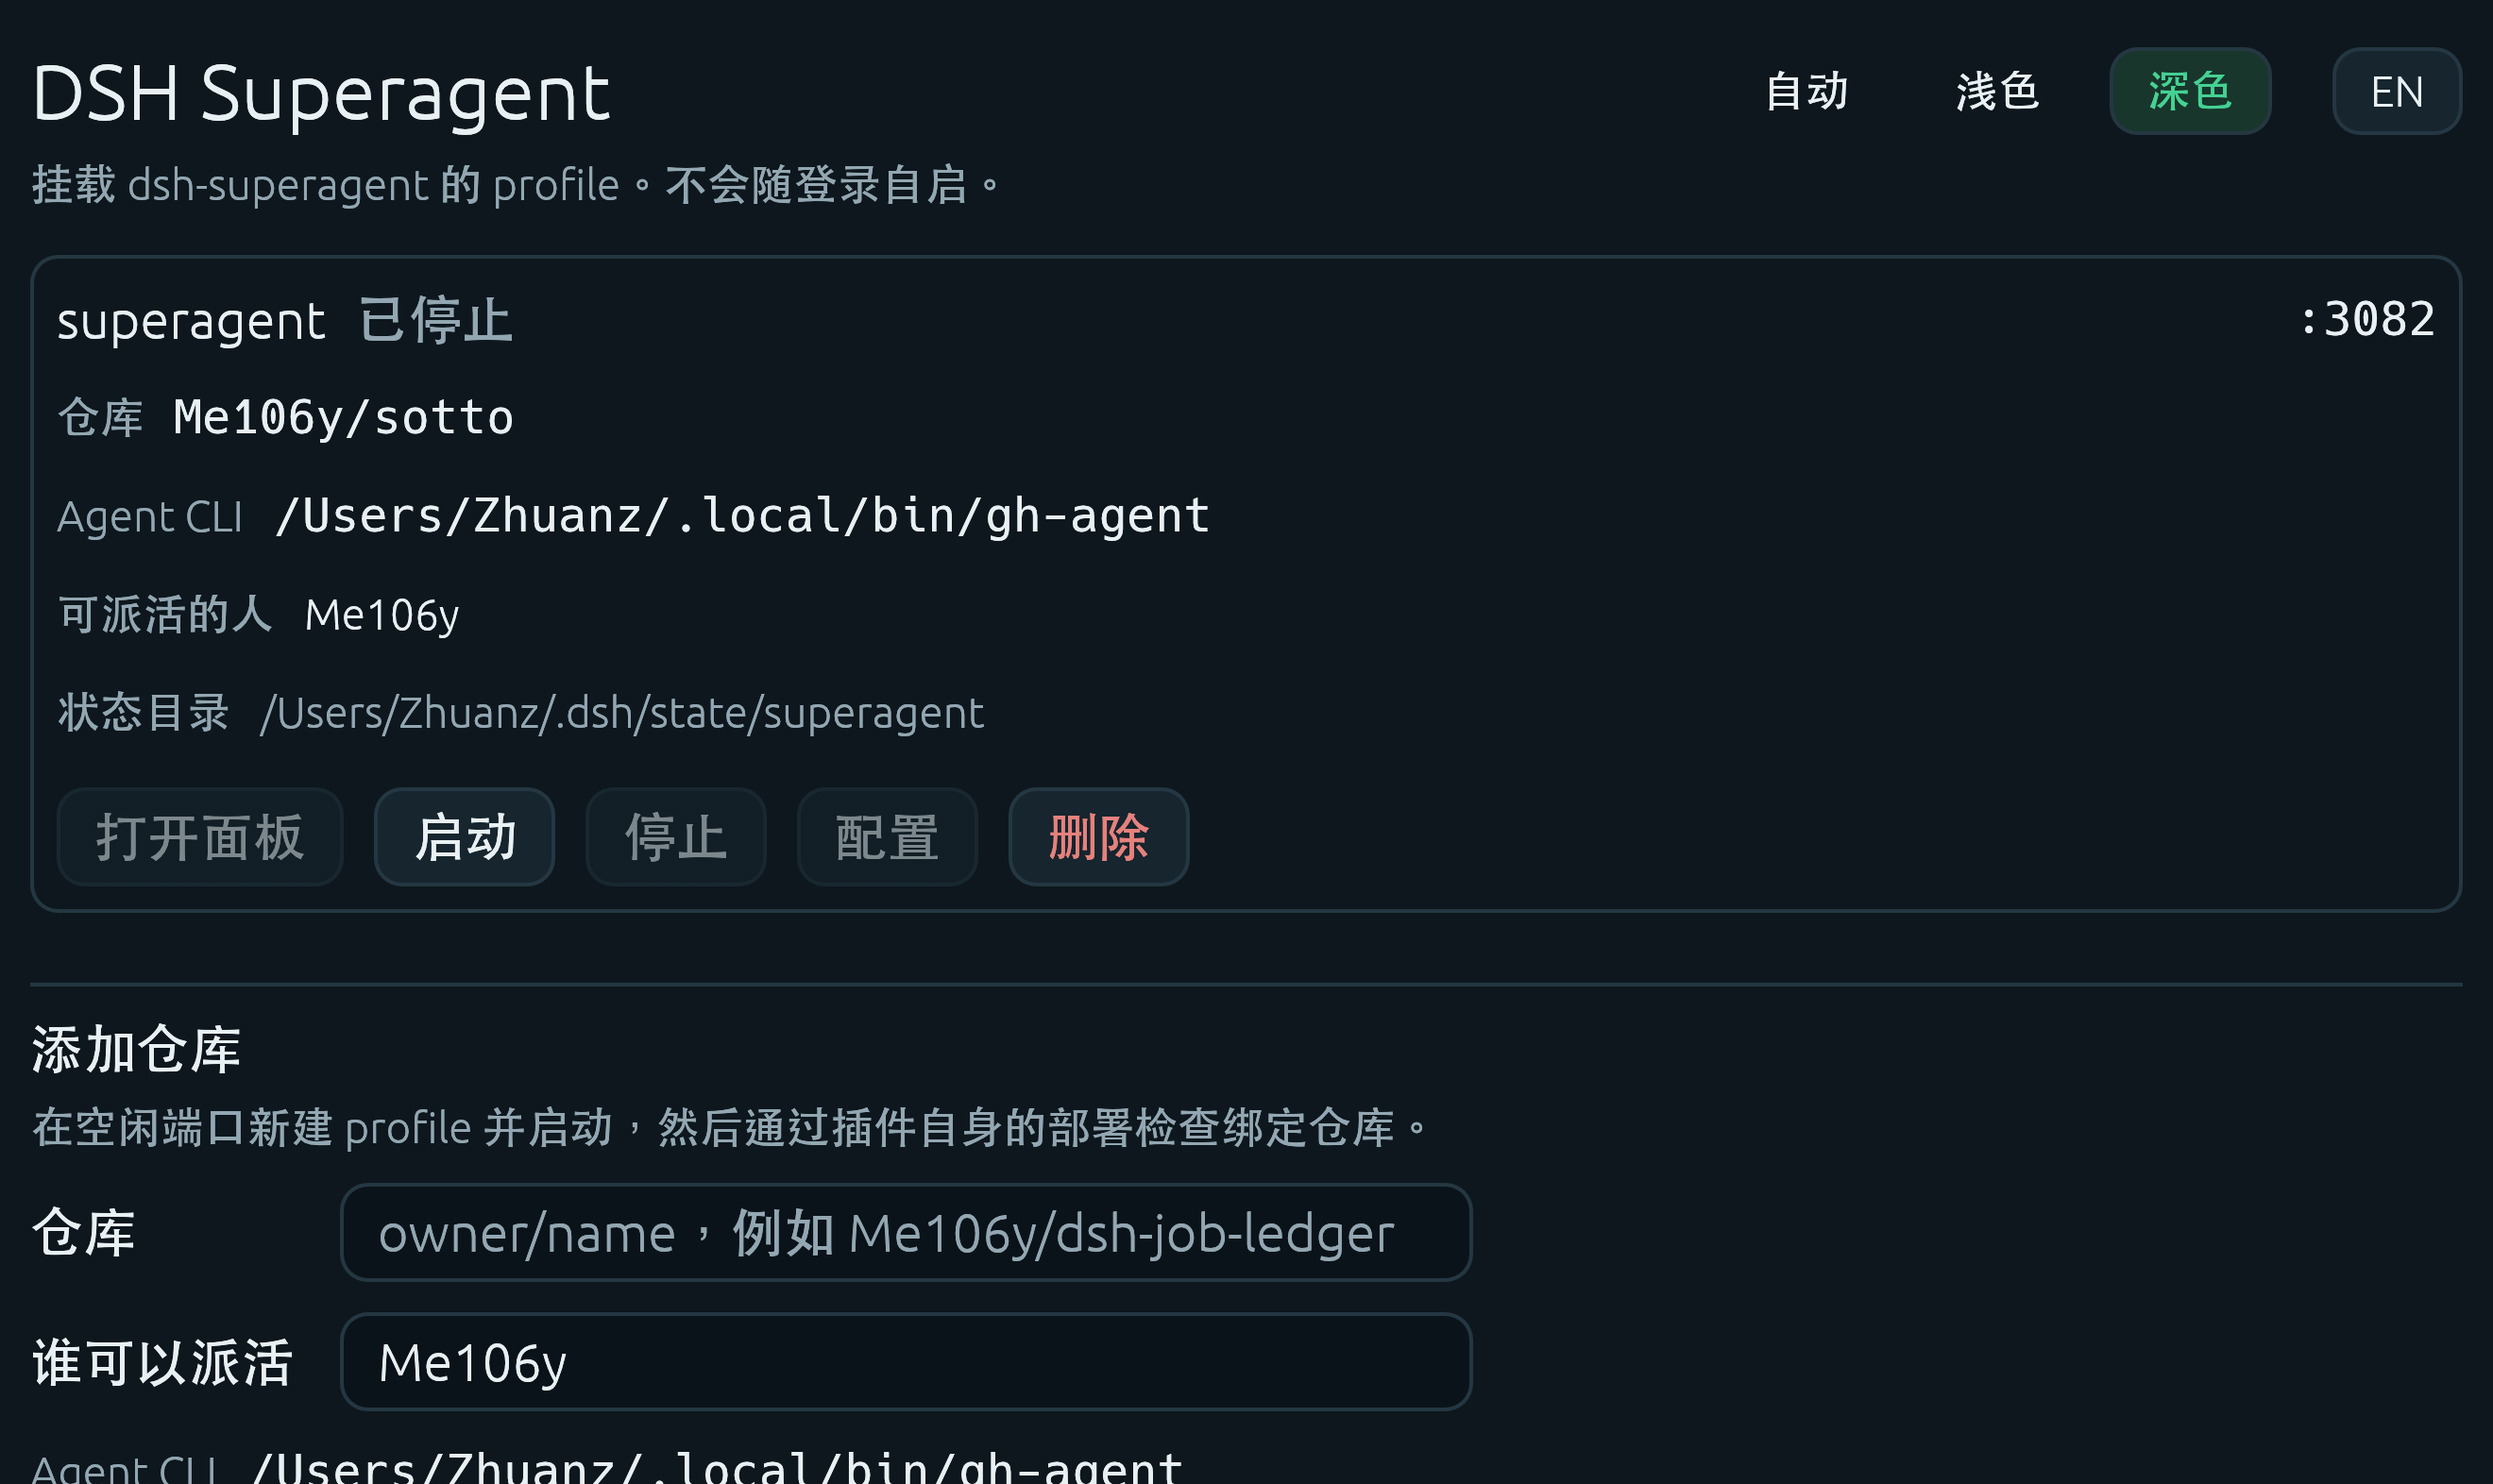 DSH Superagent
自动 浅色 深色 EN
挂载 dsh-superagent 的 profile。不会随登录自启。
superagent 已停止 :3082
仓库 Me106y/sotto
Agent CLI /Users/Zhuanz/.local/bin/gh-agent
可派活的人 Me106y
状态目录 /Users/Zhuanz/.dsh/state/superagent
打开面板 启动 停止 配置 删除
添加仓库
在空闲端口新建 profile 并启动，然后通过插件自身的部署检查绑定仓库。
仓库 owner/name，例如 Me106y/dsh-job-ledger
谁可以派活 Me106y
Agent CLI /Users/Zhuanz/.local/bin/gh-agent